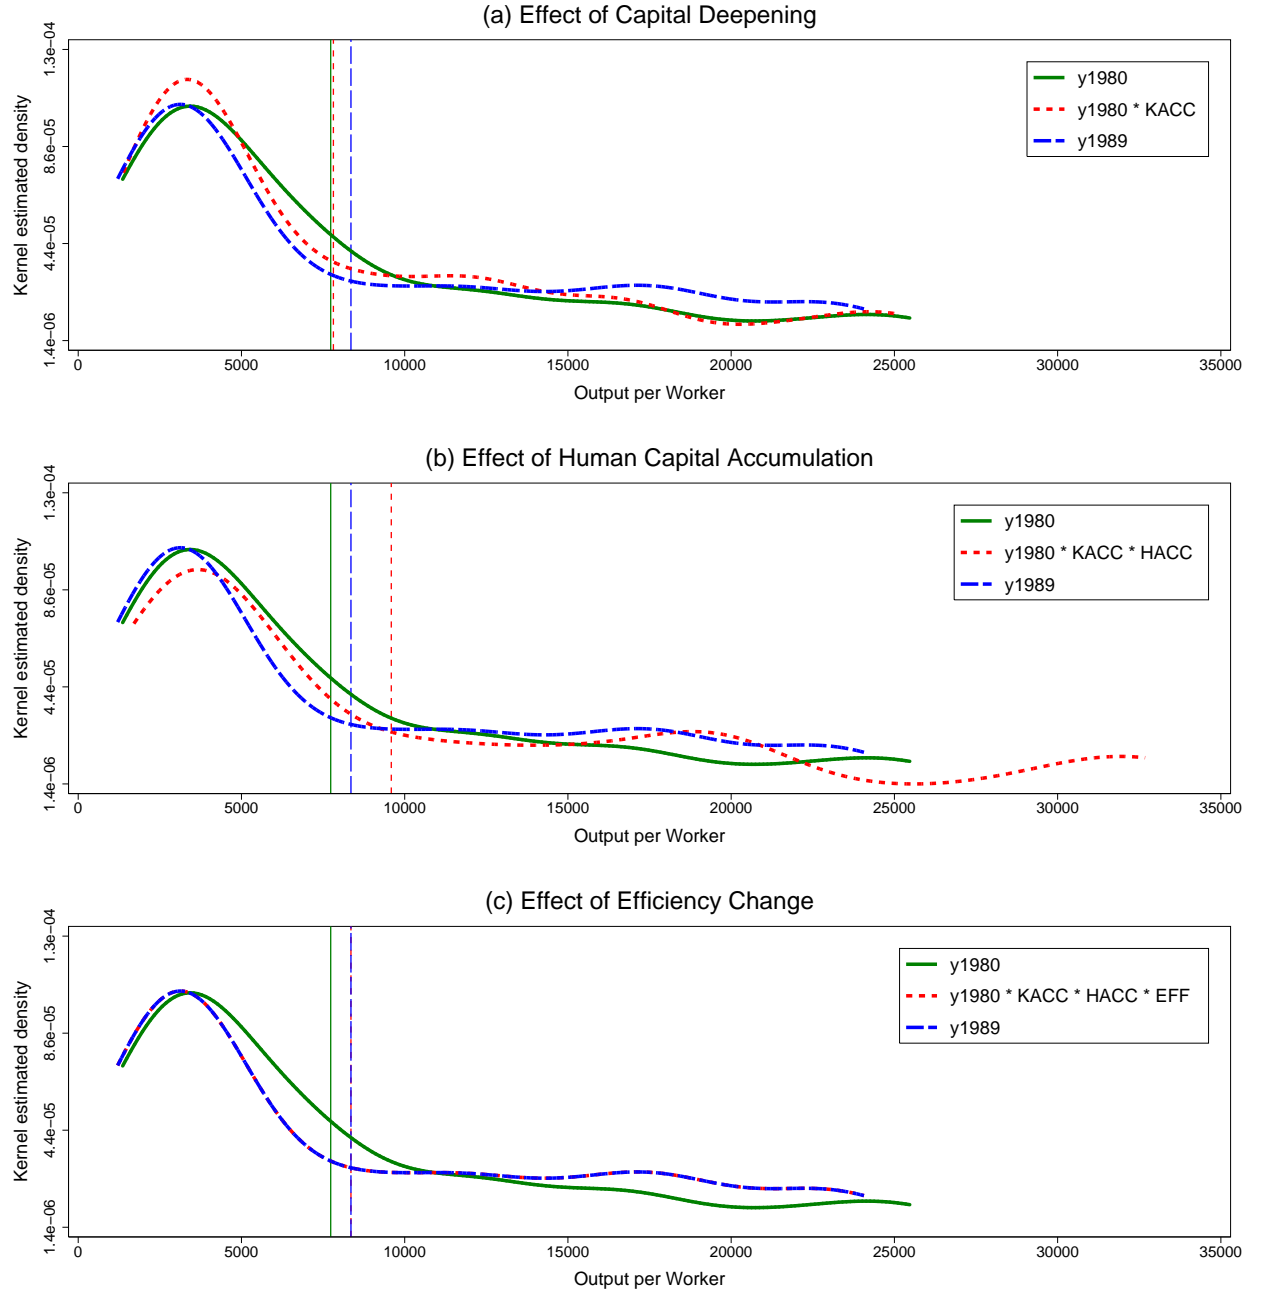 (a) Effect of Capital Deepening
Kernel estimated density
1.3e−04
8.6e−05
4.4e−05
1.4e−06
y1980
y1980 * KACC
y1989
0 5000 10000 15000 20000 25000 30000 35000
Output per Worker
(b) Effect of Human Capital Accumulation
Kernel estimated density
1.3e−04
8.6e−05
4.4e−05
1.4e−06
y1980
y1980 * KACC * HACC
y1989
0 5000 10000 15000 20000 25000 30000 35000
Output per Worker
(c) Effect of Efficiency Change
Kernel estimated density
1.3e−04
8.6e−05
4.4e−05
1.4e−06
y1980
y1980 * KACC * HACC * EFF
y1989
0 5000 10000 15000 20000 25000 30000 35000
Output per Worker